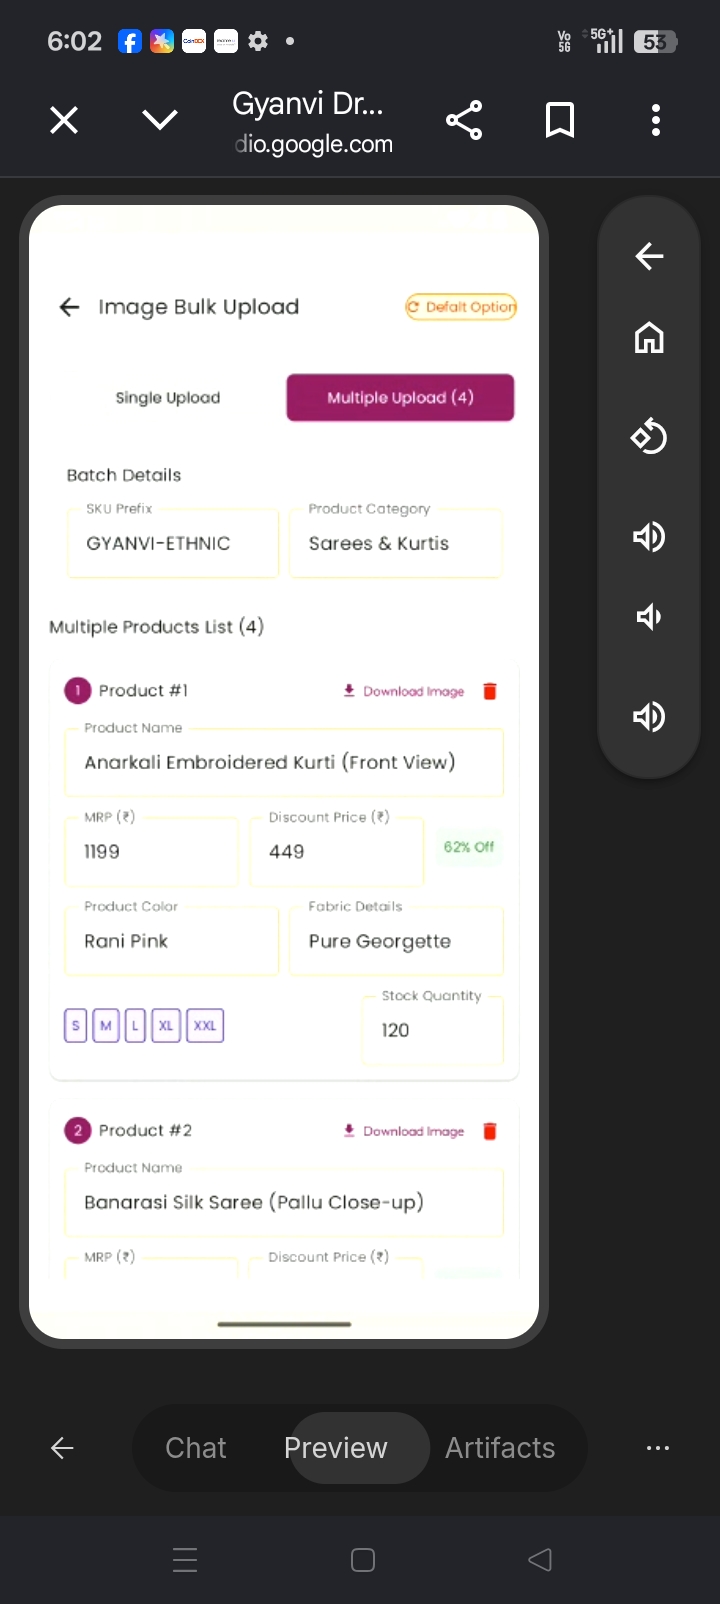 6:02
Vo 5G
5G+
53
Gyanvi Dr...
dio.google.com
Image Bulk Upload
Defalt Option
Single Upload
Multiple Upload (4)
Batch Details
SKU Prefix
Product Category
GYANVI-ETHNIC
Sarees & Kurtis
Multiple Products List (4)
1 Product #1
Download Image
Product Name
Anarkali Embroidered Kurti (Front View)
MRP (₹)
Discount Price (₹)
1199
449
62% Off
Product Color
Fabric Details
Rani Pink
Pure Georgette
Stock Quantity
S M L XL XXL
120
2 Product #2
Download Image
Product Name
Banarasi Silk Saree (Pallu Close-up)
MRP (₹)
Discount Price (₹)
Chat
Preview
Artifacts